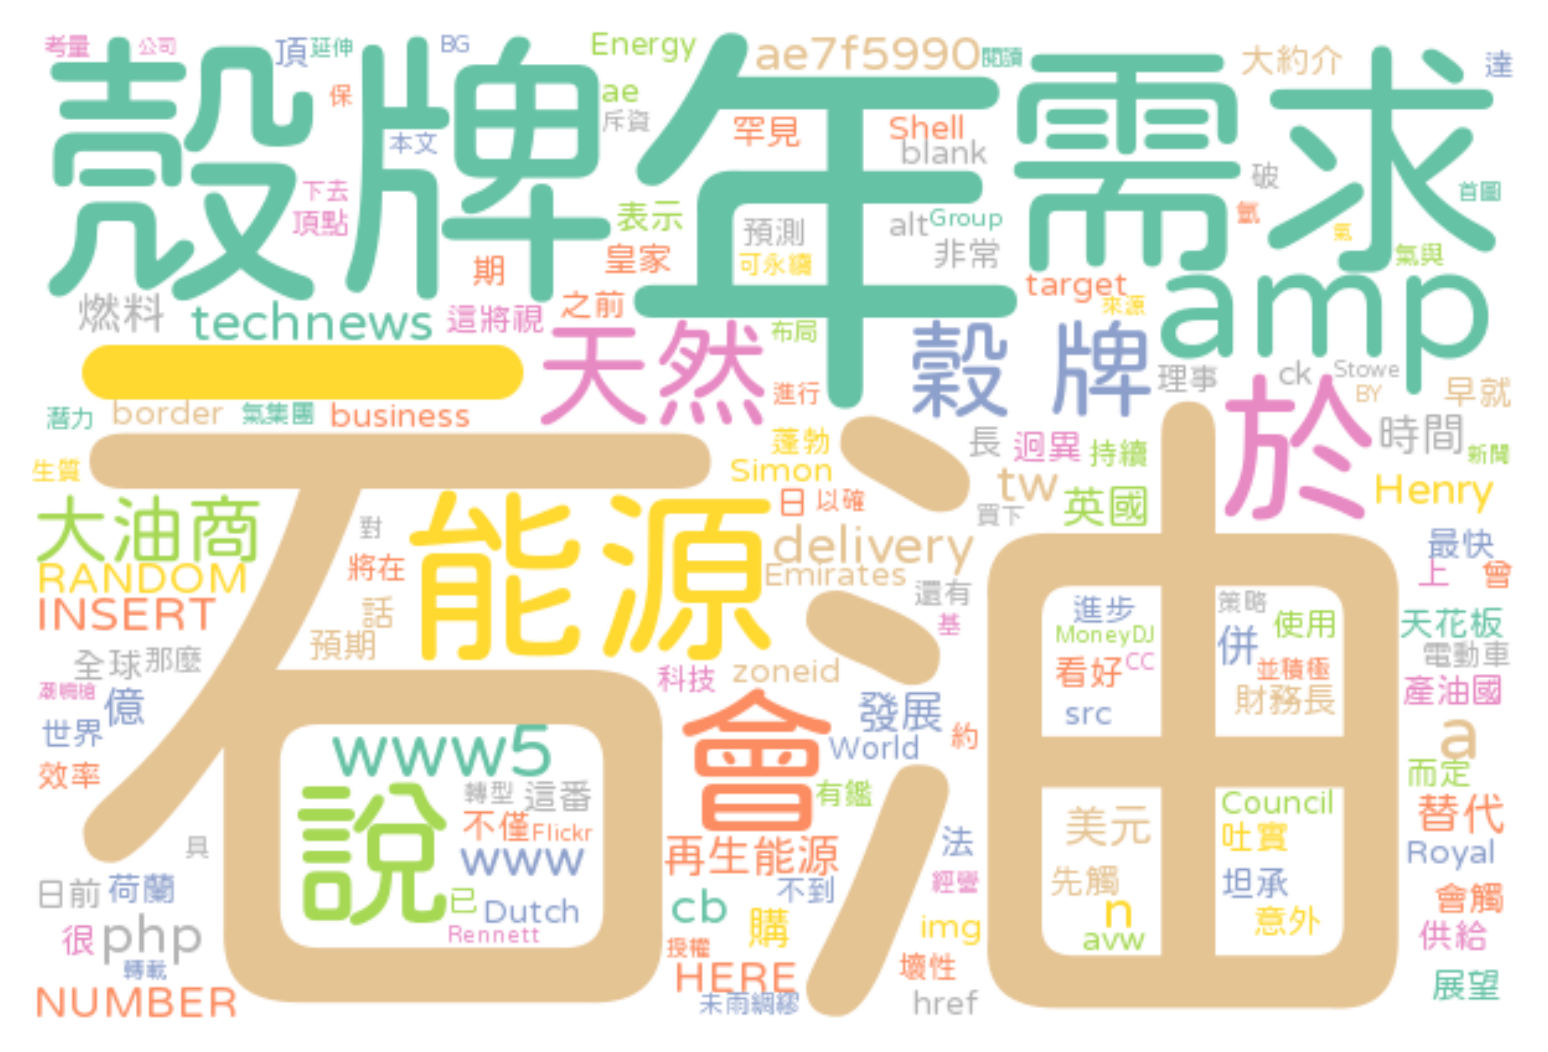 考量 公司 頂 延伸 BG Energy ae7f5990 閱讀 大約介 達
殼牌 年 需求
保 ae 斥資 罕見 Shell
本文 blank 破
下去 頂點 表示 預測 alt Group 非常 氫 首圖
期 皇家 可永續 氣 氣與
燃料 technews 這將視 之前 target 來源 amp
一 天然 布局 穀 牌 理事 ck Stowe
潛力 border 氣集團 business 進行 BY 早就
生質 石油 蓬勃 長 迥異 持續 於 時間 新聞
Simon
大油商 對 能源 日 以確 tw 買下 英國 Henry
RANDOM 將在 delivery 最快
INSERT 話 Emirates 還有 上 曾
預期 基 進步 策略 使用 天花板
全球 那麼 MoneyDJ 併 電動車
科技 zoneid 看好 CC 並積極 產油國
億 會 發展 src 財務長
世界 www5 World 約 a
效率 轉型 這番 有鑑 而定
說 不僅 Flickr 美元 Council 替代
具 www 再生能源 法 吐實 Royal
日前 荷蘭 已 Dutch 不到 經營 先觸 坦承 會觸
很 php Rennett cb 購 img n 意外 供給
轉載 授權 avw
NUMBER HERE 壞性 展望
未雨綢繆 href